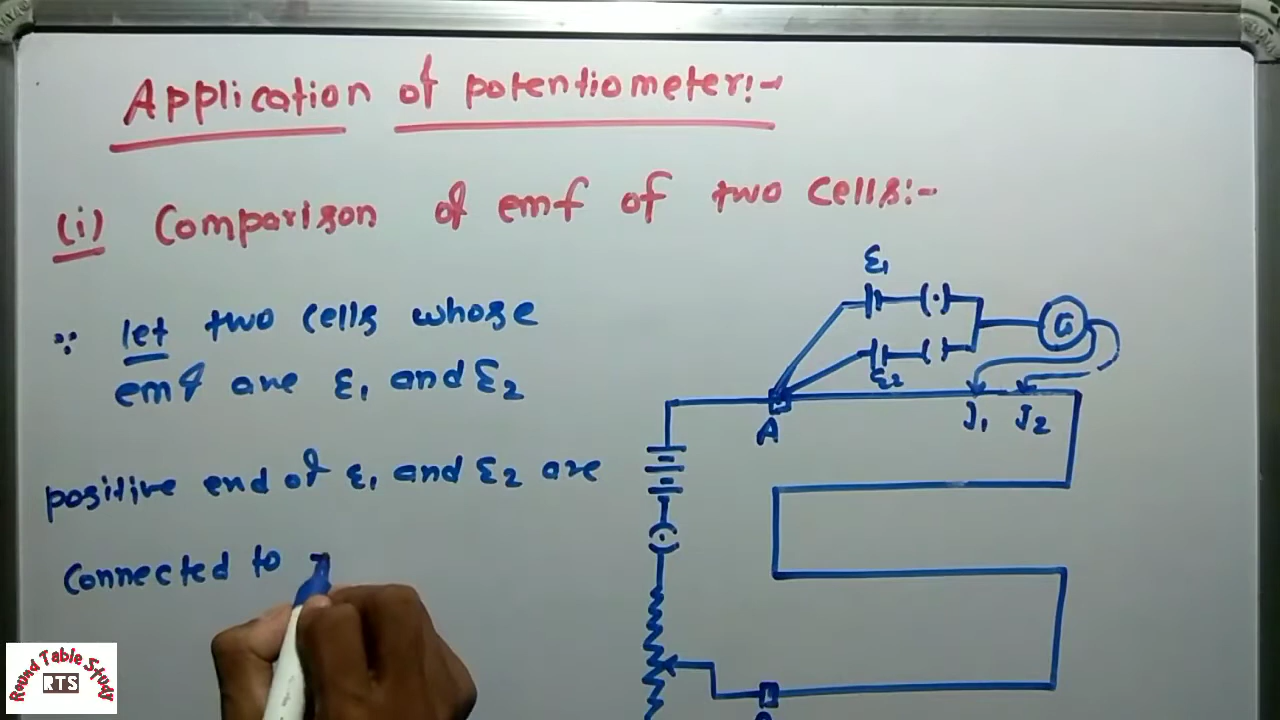 Application of potentiometer:-
(i) Comparison of emf of two cells:-
∵ let two cells whose
emf are ε₁ and ε₂
positive end of ε₁ and ε₂ are
connected to
ε₁
G
ε₂
A
J₁ J₂
Round Table Study
RTS